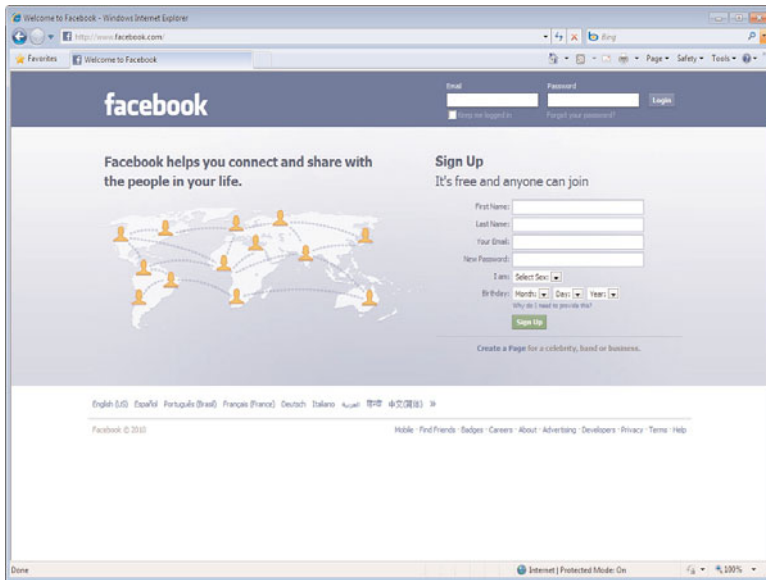 Welcome to Facebook - Windows Internet Explorer
http://www.facebook.com/
Bing
Favorites Welcome to Facebook Page Safety Tools
Email Password
facebook
Login
Keep me logged in Forgot your password?
Facebook helps you connect and share with
the people in your life.
Sign Up
It's free and anyone can join
First Name:
Last Name:
Your Email:
New Password:
I am: Select Sex:
Birthday: Month: Day: Year:
Why do I need to provide this?
Sign Up
Create a Page for a celebrity, band or business.
English (US) Español Português (Brasil) Français (France) Deutsch Italiano العربية हिन्दी 中文(简体) »
Facebook © 2010 Mobile · Find Friends · Badges · Careers · About · Advertising · Developers · Privacy · Terms · Help
Done Internet | Protected Mode: On 100%